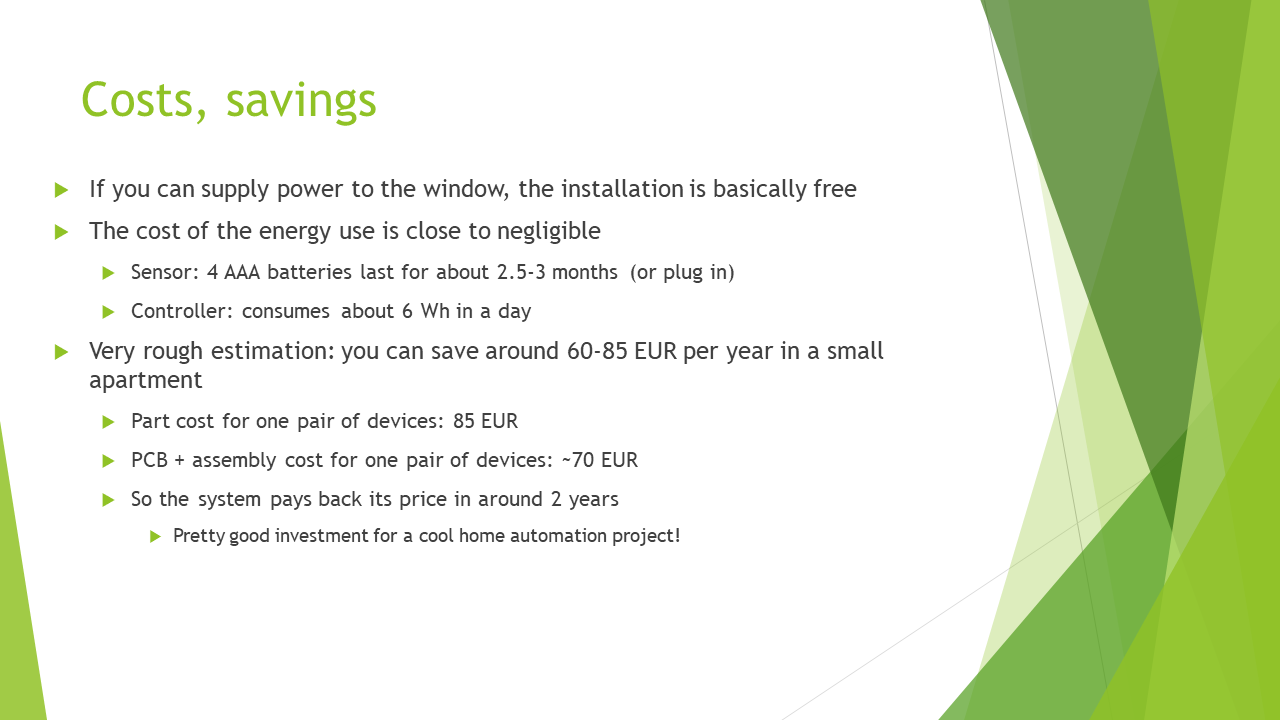 Costs, savings
If you can supply power to the window, the installation is basically free
The cost of the energy use is close to negligible
Sensor: 4 AAA batteries last for about 2.5-3 months (or plug in)
Controller: consumes about 6 Wh in a day
Very rough estimation: you can save around 60-85 EUR per year in a small
apartment
Part cost for one pair of devices: 85 EUR
PCB + assembly cost for one pair of devices: ~70 EUR
So the system pays back its price in around 2 years
Pretty good investment for a cool home automation project!